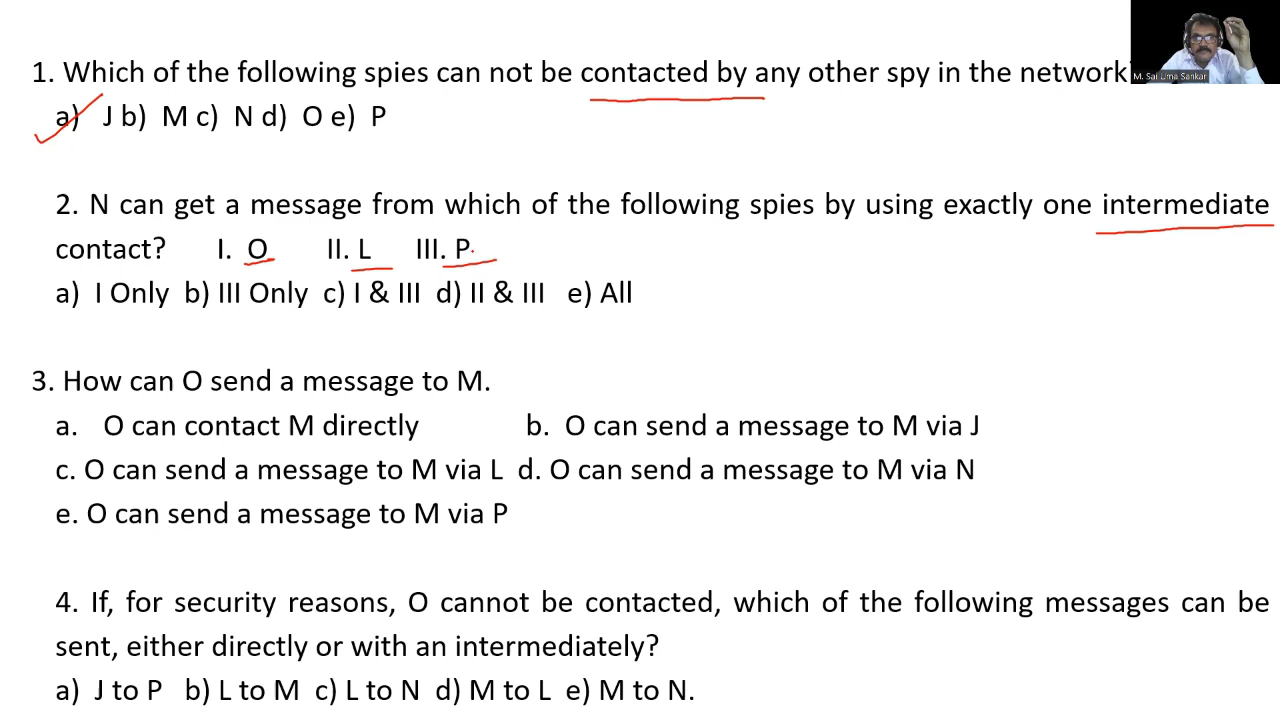 1. Which of the following spies can not be contacted by any other spy in the network
M. Sai Uma Sankar
a) J b) M c) N d) O e) P
2. N can get a message from which of the following spies by using exactly one intermediate
contact? I. O II. L III. P
a) I Only b) III Only c) I & III d) II & III e) All
3. How can O send a message to M.
a. O can contact M directly b. O can send a message to M via J
c. O can send a message to M via L d. O can send a message to M via N
e. O can send a message to M via P
4. If, for security reasons, O cannot be contacted, which of the following messages can be
sent, either directly or with an intermediately?
a) J to P b) L to M c) L to N d) M to L e) M to N.